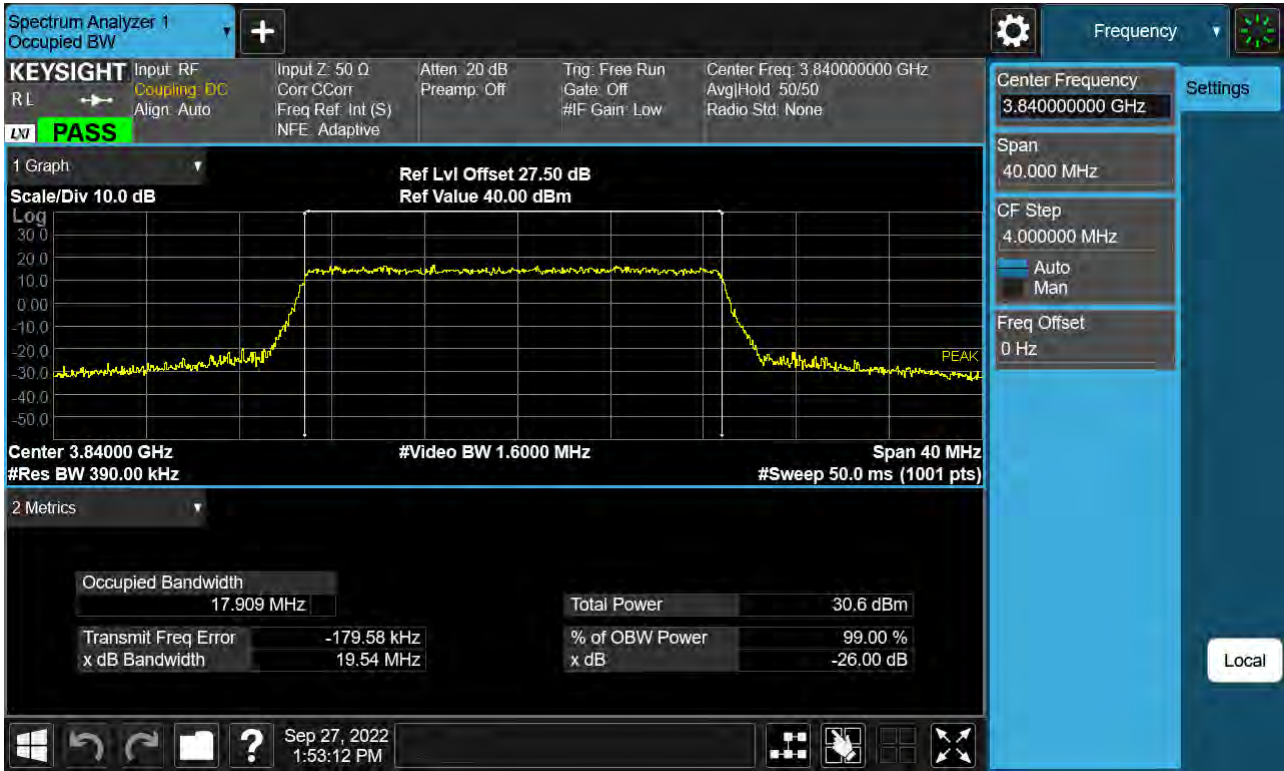 Spectrum Analyzer 1
Occupied BW
Frequency
KEYSIGHT
RL
LXI
PASS
Input: RF
Coupling: DC
Align: Auto
Input Z: 50 Ω
Corr CCorr
Freq Ref: Int (S)
NFE: Adaptive
Atten: 20 dB
Preamp: Off
Trig: Free Run
Gate: Off
#IF Gain: Low
Center Freq: 3.840000000 GHz
Avg|Hold: 50/50
Radio Std: None
Center Frequency
3.840000000 GHz
Settings
Span
40.000 MHz
CF Step
4.000000 MHz
Auto
Man
Freq Offset
0 Hz
Local
1 Graph
Scale/Div 10.0 dB
Ref Lvl Offset 27.50 dB
Ref Value 40.00 dBm
Log
30.0
20.0
10.0
0.00
-10.0
-20.0
-30.0
-40.0
-50.0
PEAK
Center 3.84000 GHz
#Video BW 1.6000 MHz
Span 40 MHz
#Res BW 390.00 kHz
#Sweep 50.0 ms (1001 pts)
2 Metrics
Occupied Bandwidth
17.909 MHz
Total Power 30.6 dBm
Transmit Freq Error -179.58 kHz
% of OBW Power 99.00 %
x dB Bandwidth 19.54 MHz
x dB -26.00 dB
?
Sep 27, 2022
1:53:12 PM